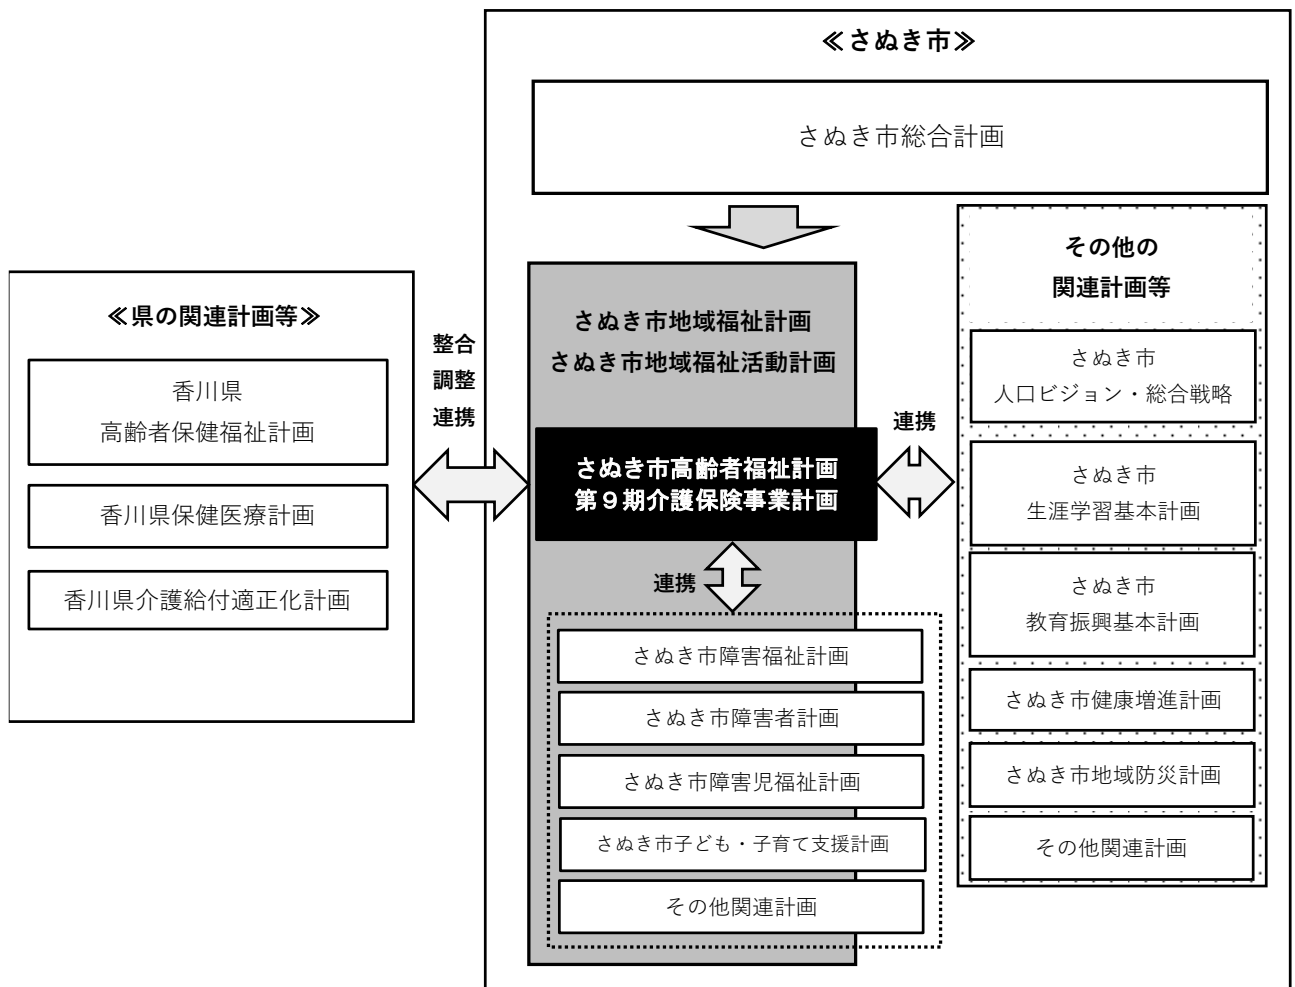 ≪さぬき市≫
さぬき市総合計画
≪県の関連計画等≫
香川県
高齢者保健福祉計画
香川県保健医療計画
香川県介護給付適正化計画
整合
調整
連携
さぬき市地域福祉計画
さぬき市地域福祉活動計画
さぬき市高齢者福祉計画
第９期介護保険事業計画
連携
さぬき市障害福祉計画
さぬき市障害者計画
さぬき市障害児福祉計画
さぬき市子ども・子育て支援計画
その他関連計画
連携
その他の
関連計画等
さぬき市
人口ビジョン・総合戦略
さぬき市
生涯学習基本計画
さぬき市
教育振興基本計画
さぬき市健康増進計画
さぬき市地域防災計画
その他関連計画